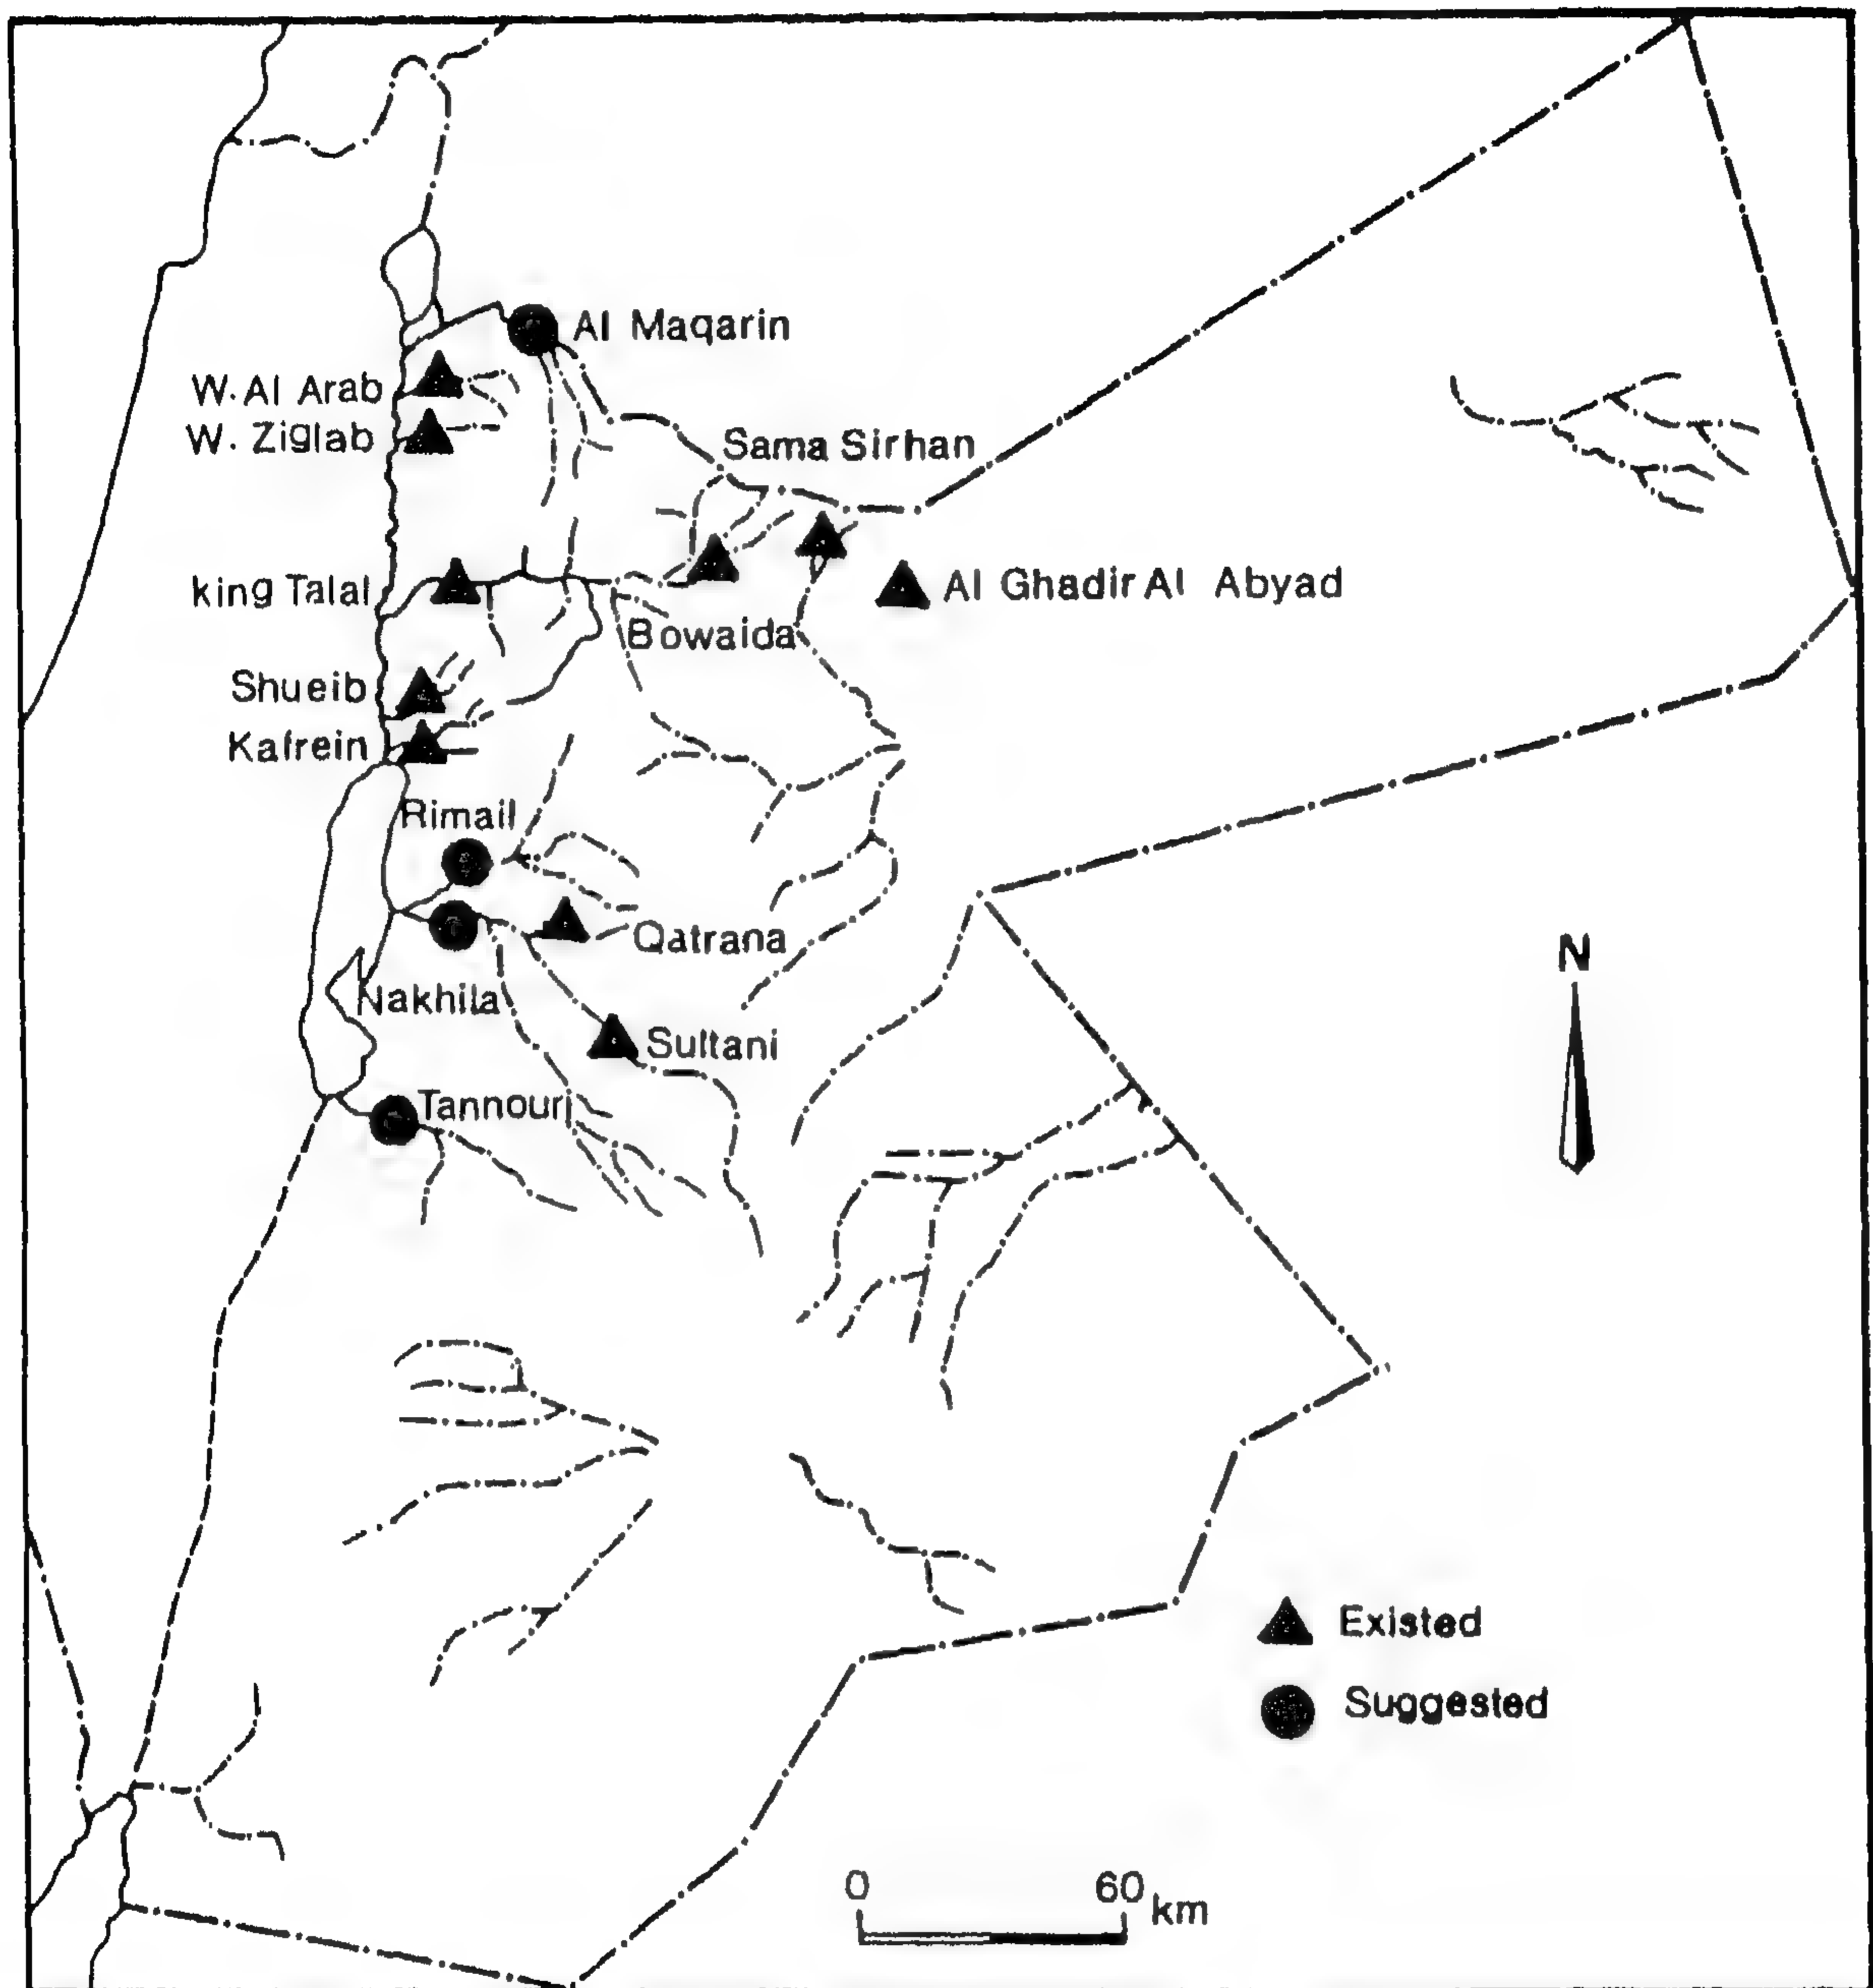 Al Maqarin
W. Al Arab
W. Ziglab
Sama Sirhan
king Talal
Al Ghadir Al Abyad
Bowaida
Shueib
Kafrein
Rimail
Qatrana
N
Nakhila
Sultani
Tannouri
Existed
Suggested
0 60 km